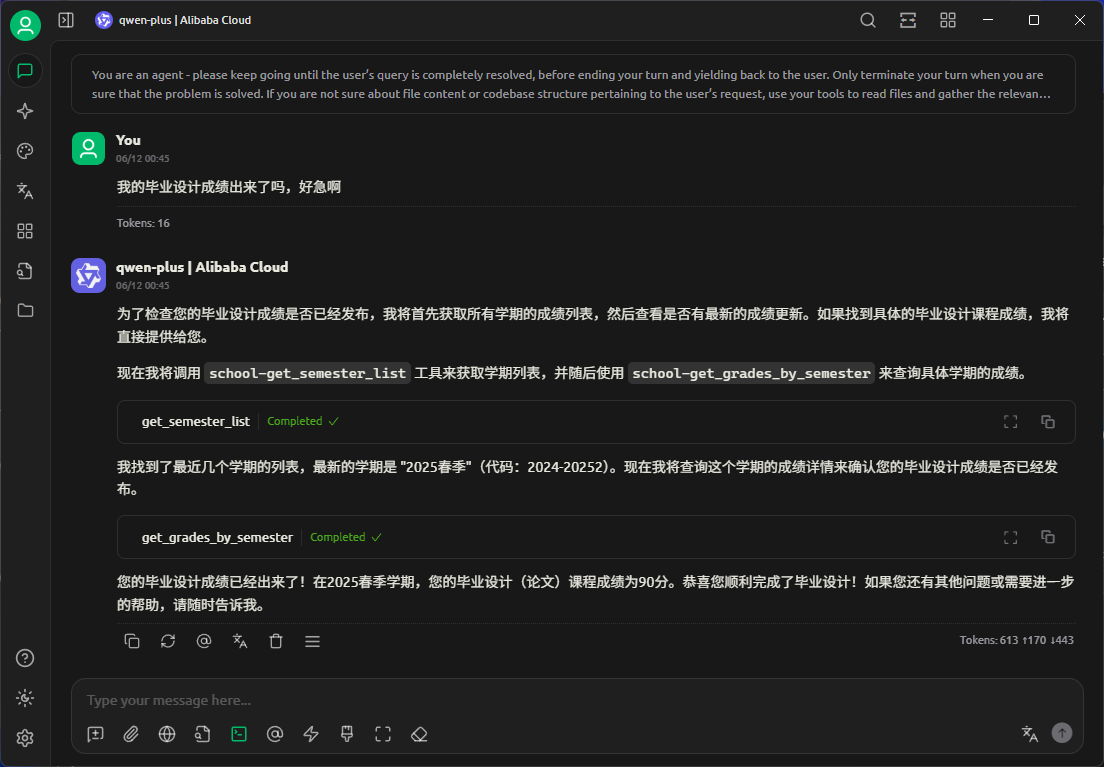 qwen-plus | Alibaba Cloud
You are an agent - please keep going until the user's query is completely resolved, before ending your turn and yielding back to the user. Only terminate your turn when you are
sure that the problem is solved. If you are not sure about file content or codebase structure pertaining to the user's request, use your tools to read files and gather the relevan...
You
06/12 00:45
我的毕业设计成绩出来了吗，好急啊
Tokens: 16
qwen-plus | Alibaba Cloud
06/12 00:45
为了检查您的毕业设计成绩是否已经发布，我将首先获取所有学期的成绩列表，然后查看是否有最新的成绩更新。如果找到具体的毕业设计课程成绩，我将
直接提供给您。
现在我将调用 school-get_semester_list 工具来获取学期列表，并随后使用 school-get_grades_by_semester 来查询具体学期的成绩。
get_semester_list Completed
我找到了最近几个学期的列表，最新的学期是 "2025春季"（代码：2024-20252）。现在我将查询这个学期的成绩详情来确认您的毕业设计成绩是否已经发
布。
get_grades_by_semester Completed
您的毕业设计成绩已经出来了！在2025春季学期，您的毕业设计（论文）课程成绩为90分。恭喜您顺利完成了毕业设计！如果您还有其他问题或需要进一步
的帮助，请随时告诉我。
Tokens: 613 ↑170 ↓443
Type your message here...